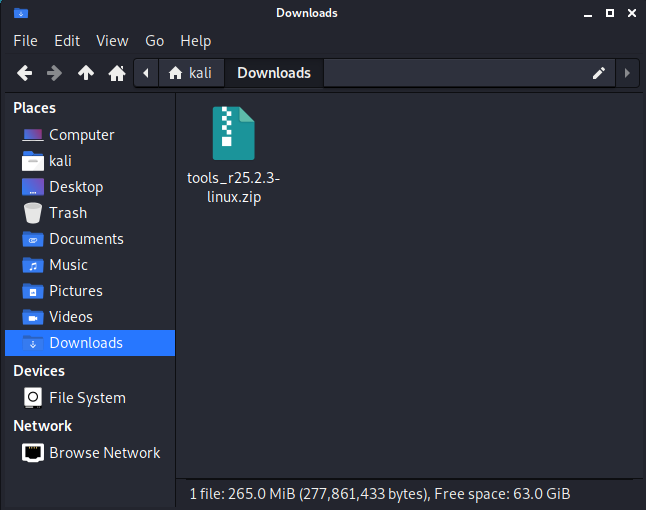 Downloads
File Edit View Go Help
kali Downloads
Places
Computer
kali
Desktop
Trash
Documents
Music
Pictures
Videos
Downloads
Devices
File System
Network
Browse Network
tools_r25.2.3-
linux.zip
1 file: 265.0 MiB (277,861,433 bytes), Free space: 63.0 GiB